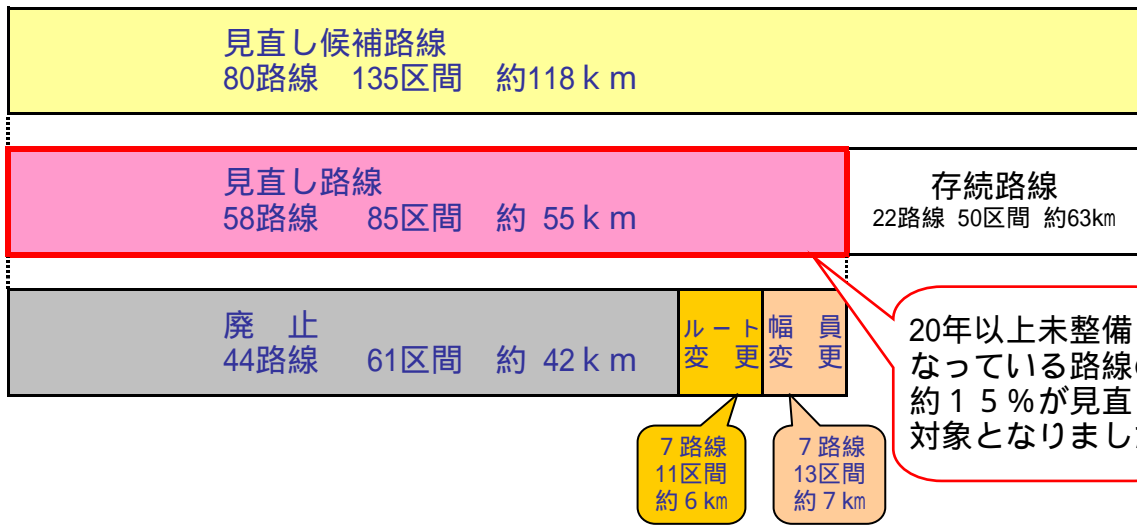 見直し候補路線
80路線 135区間 約118ｋｍ
見直し路線
58路線 85区間 約 55ｋｍ
存続路線
22路線 50区間 約63㎞
廃 止
44路線 61区間 約 42ｋｍ
ルート
変 更
幅 員
変 更
20年以上未整備
なっている路線
約１５％が見直
対象となりまし
７路線
11区間
約６㎞
７路線
13区間
約７㎞